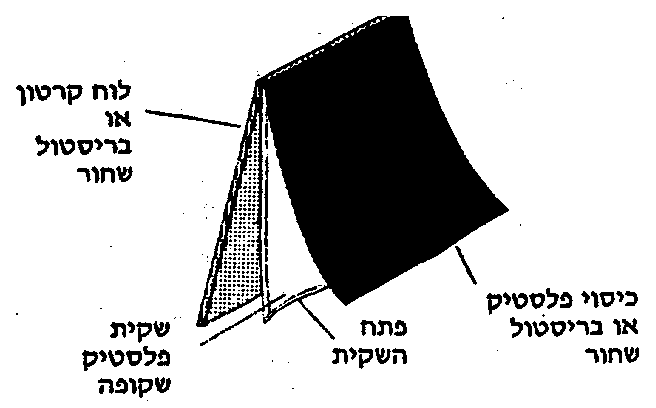 לוח קרטון
או
בריסטול
שחור
כיסוי פלסטיק
או בריסטול
שחור
פתח
השקית
שקית
פלסטיק
שקופה